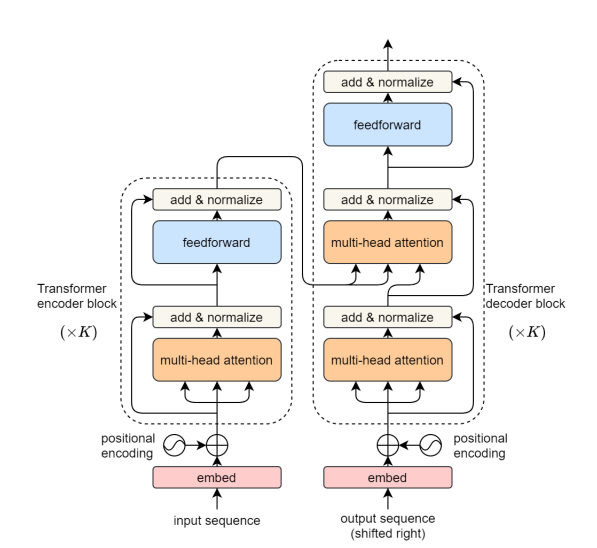 add & normalize
feedforward
add & normalize
multi-head attention
add & normalize
multi-head attention
Transformer
decoder block
(×K)
positional
encoding
embed
output sequence
(shifted right)
add & normalize
feedforward
add & normalize
multi-head attention
Transformer
encoder block
(×K)
positional
encoding
embed
input sequence